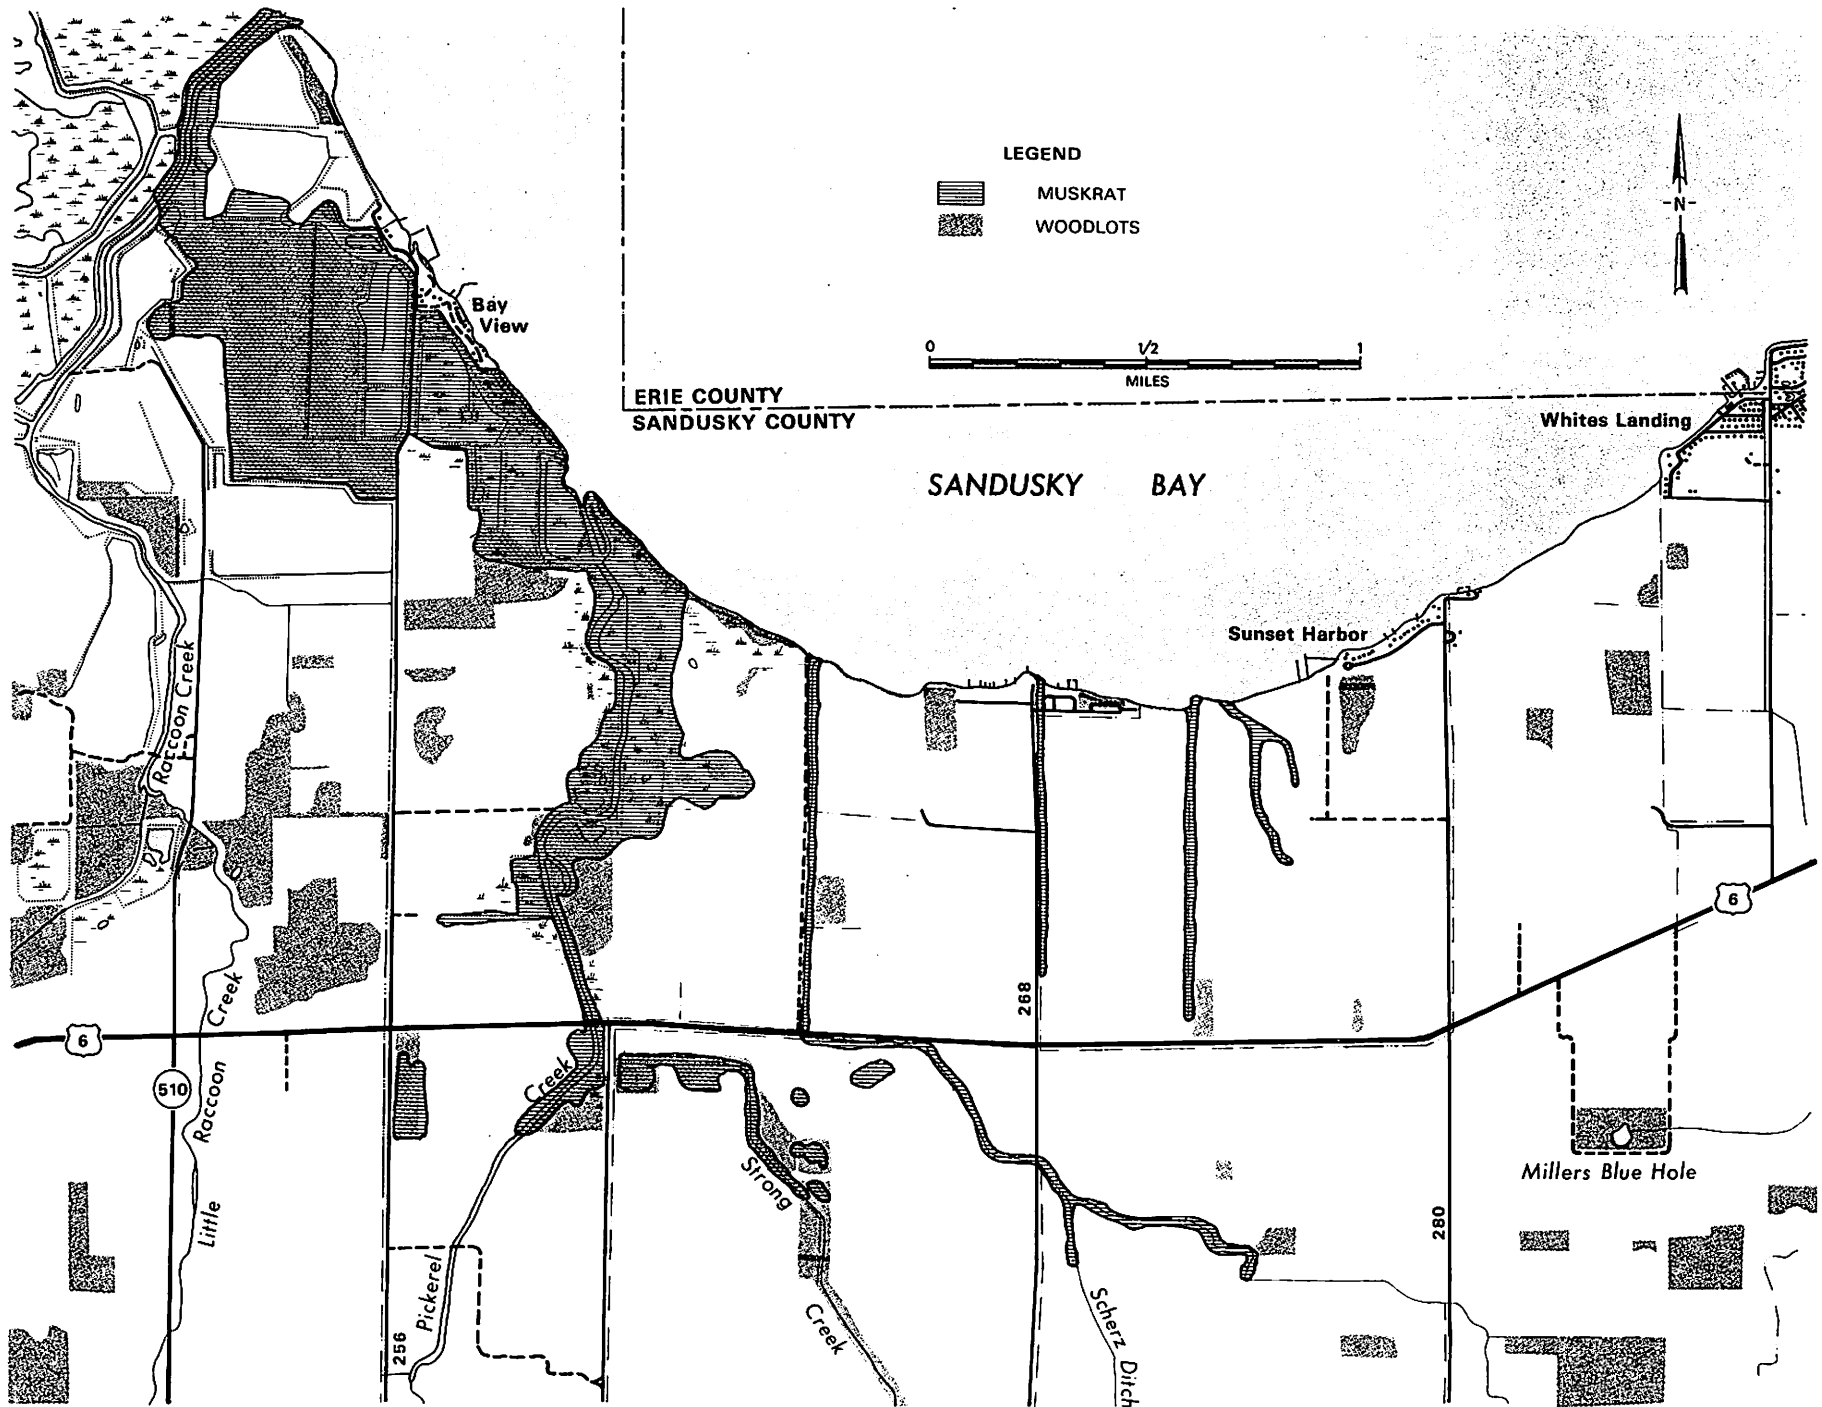 LEGEND
MUSKRAT
WOODLOTS
N
Bay
View
0 1/2 1
MILES
ERIE COUNTY
SANDUSKY COUNTY
Whites Landing
SANDUSKY BAY
Sunset Harbor
Raccoon Creek
6
268
6
Creek
510
Raccoon
Little
Creek
Pickerel
256
Strong
Creek
Scherz Ditch
280
Millers Blue Hole